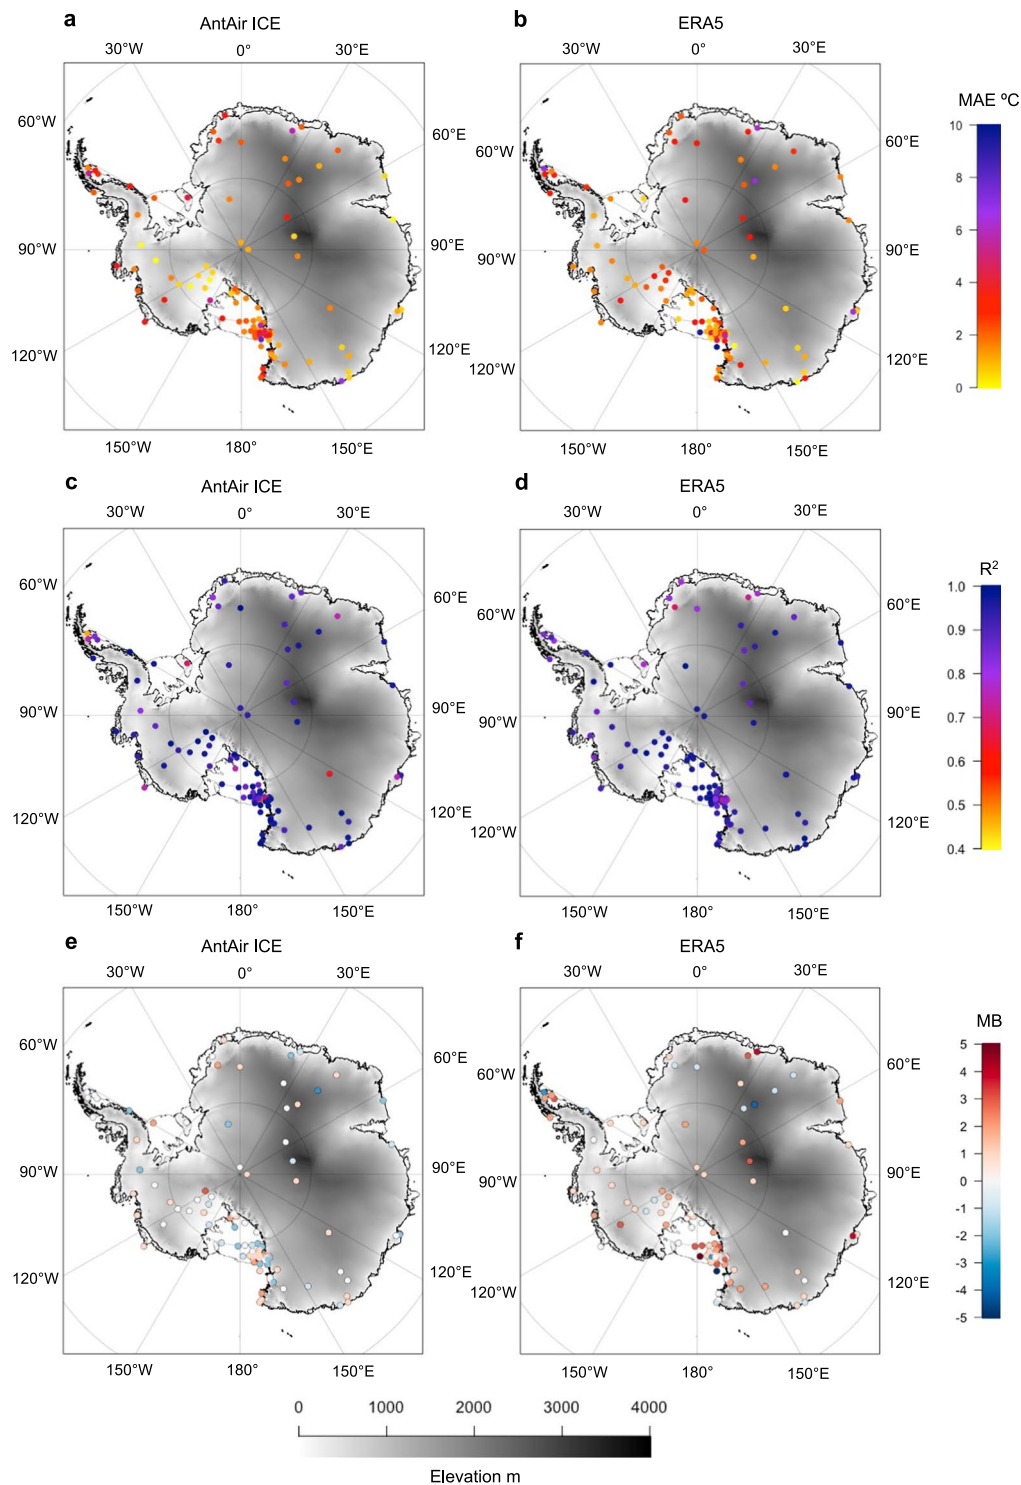 a
AntAir ICE
b
ERA5
30°W 0° 30°E
30°W 0° 30°E
MAE ºC
60°W
60°E
60°W
60°E
90°W
90°E
90°W
90°E
120°W
120°E
120°W
120°E
150°W 180° 150°E
150°W 180° 150°E
10
8
6
4
2
0
c
AntAir ICE
d
ERA5
30°W 0° 30°E
30°W 0° 30°E
R²
60°W
60°E
60°W
60°E
90°W
90°E
90°W
90°E
120°W
120°E
120°W
120°E
150°W 180° 150°E
150°W 180° 150°E
1.0
0.9
0.8
0.7
0.6
0.5
0.4
e
AntAir ICE
f
ERA5
30°W 0° 30°E
30°W 0° 30°E
MB
60°W
60°E
60°W
60°E
90°W
90°E
90°W
90°E
120°W
120°E
120°W
120°E
150°W 180° 150°E
150°W 180° 150°E
5
4
3
2
1
0
-1
-2
-3
-4
-5
0 1000 2000 3000 4000
Elevation m